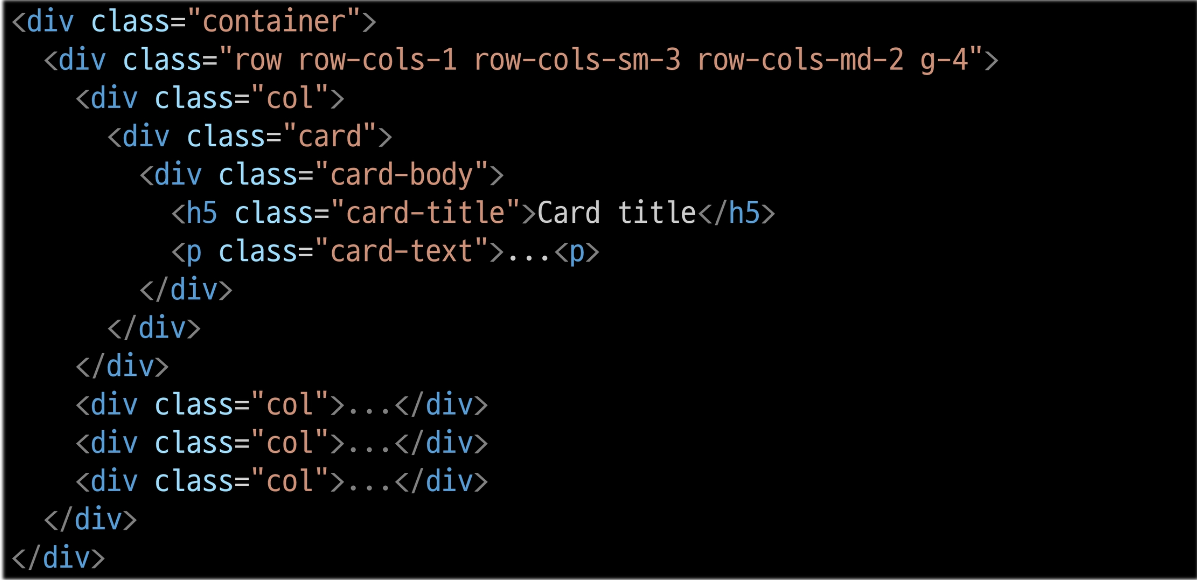 <div class="container">
<div class="row row-cols-1 row-cols-sm-3 row-cols-md-2 g-4">
<div class="col">
<div class="card">
<div class="card-body">
<h5 class="card-title">Card title</h5>
<p class="card-text">...<p>
</div>
</div>
</div>
<div class="col">...</div>
<div class="col">...</div>
<div class="col">...</div>
</div>
</div>